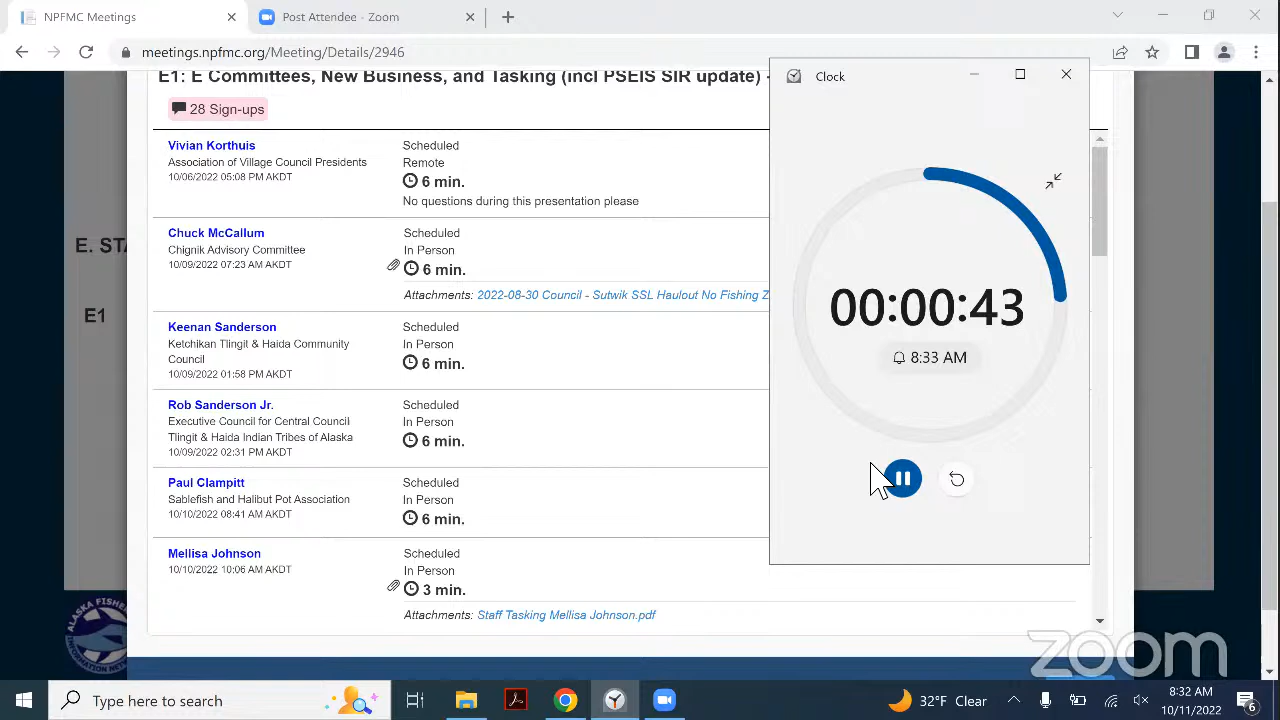 NPFMC Meetings
Post Attendee - Zoom
meetings.npfmc.org/Meeting/Details/2946
E1: E Committees, New Business, and Tasking (incl PSEIS SIR update) -
28 Sign-ups
Vivian Korthuis
Association of Village Council Presidents
10/06/2022 05:08 PM AKDT
Scheduled
Remote
6 min.
No questions during this presentation please
Chuck McCallum
Chignik Advisory Committee
10/09/2022 07:23 AM AKDT
Scheduled
In Person
6 min.
Attachments: 2022-08-30 Council - Sutwik SSL Haulout No Fishing Z
Keenan Sanderson
Ketchikan Tlingit & Haida Community
Council
10/09/2022 01:58 PM AKDT
Scheduled
In Person
6 min.
Rob Sanderson Jr.
Executive Council for Central Council
Tlingit & Haida Indian Tribes of Alaska
10/09/2022 02:31 PM AKDT
Scheduled
In Person
6 min.
Paul Clampitt
Sablefish and Halibut Pot Association
10/10/2022 08:41 AM AKDT
Scheduled
In Person
6 min.
Mellisa Johnson
10/10/2022 10:06 AM AKDT
Scheduled
In Person
3 min.
Attachments: Staff Tasking Mellisa Johnson.pdf
E. STA
E1
ALASKA FISHER
INFORMATION NE
Clock
00:00:43
8:33 AM
zoom
Type here to search
32°F Clear
8:32 AM
10/11/2022
6